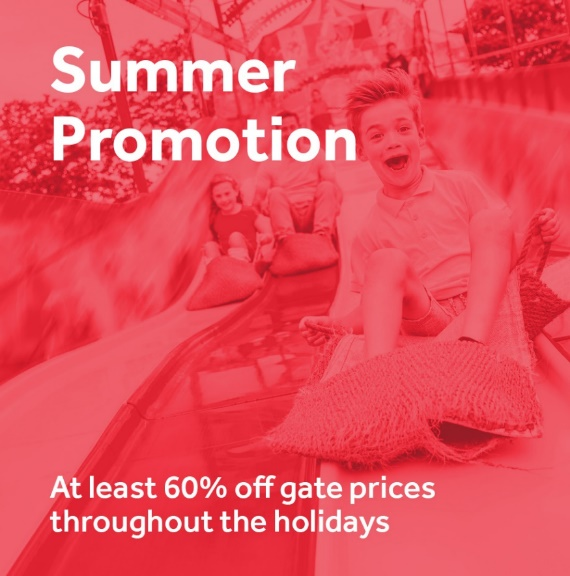 Summer
Promotion
At least 60% off gate prices
throughout the holidays